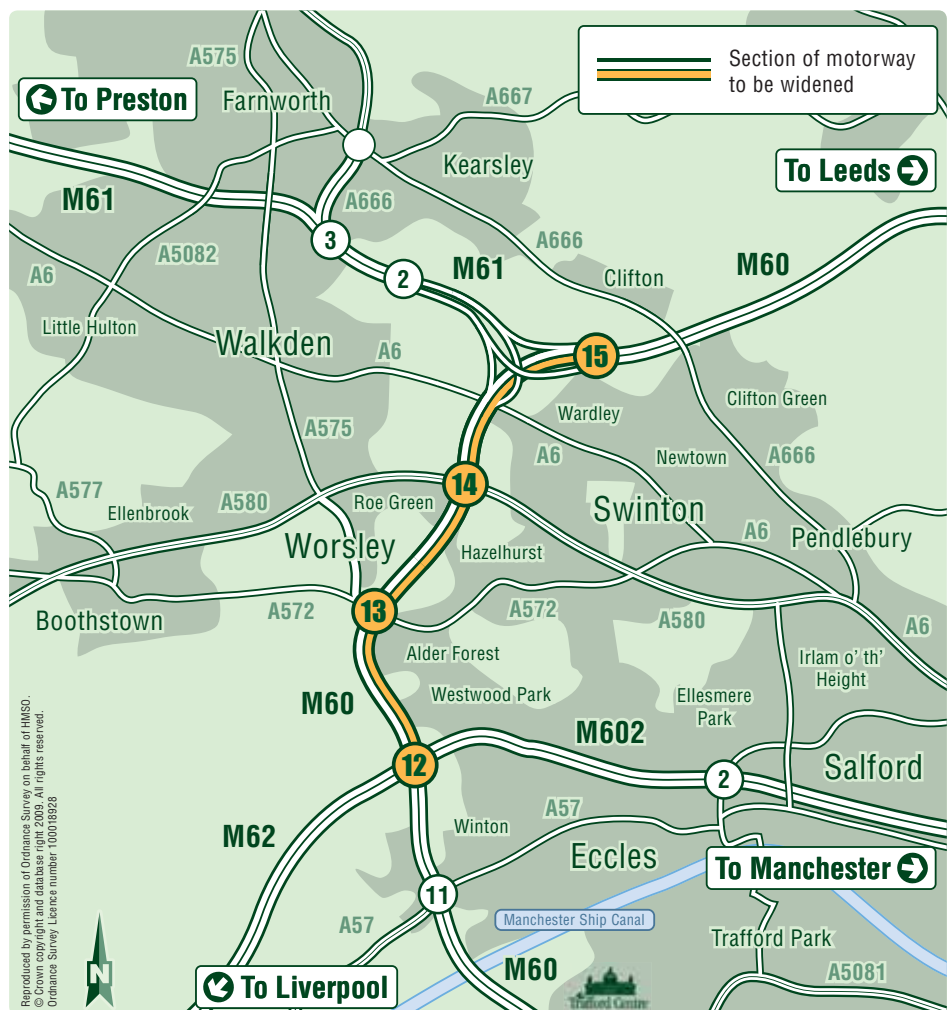 A575
Section of motorway
to be widened
To Preston
Farnworth
A667
Kearsley
To Leeds
M61
A666
3
A666
A5082
M61
M60
A6
2
Clifton
Little Hulton
Walkden
A6
15
Clifton Green
Wardley
A575
A6
Newtown
A666
A577
A580
14
Roe Green
Ellenbrook
Swinton
Worsley
Hazelhurst
A6
Pendlebury
A572
13
A572
A580
Boothstown
A6
Alder Forest
Irlam o' th'
Height
M60
Westwood Park
Ellesmere
Park
M602
12
2
Salford
M62
Winton
A57
Eccles
To Manchester
11
A57
Manchester Ship Canal
Trafford Park
N
To Liverpool
M60
A5081
Trafford Centre
Reproduced by permission of Ordnance Survey on behalf of HMSO.
© Crown copyright and database right 2009. All rights reserved.
Ordnance Survey Licence number 100018928